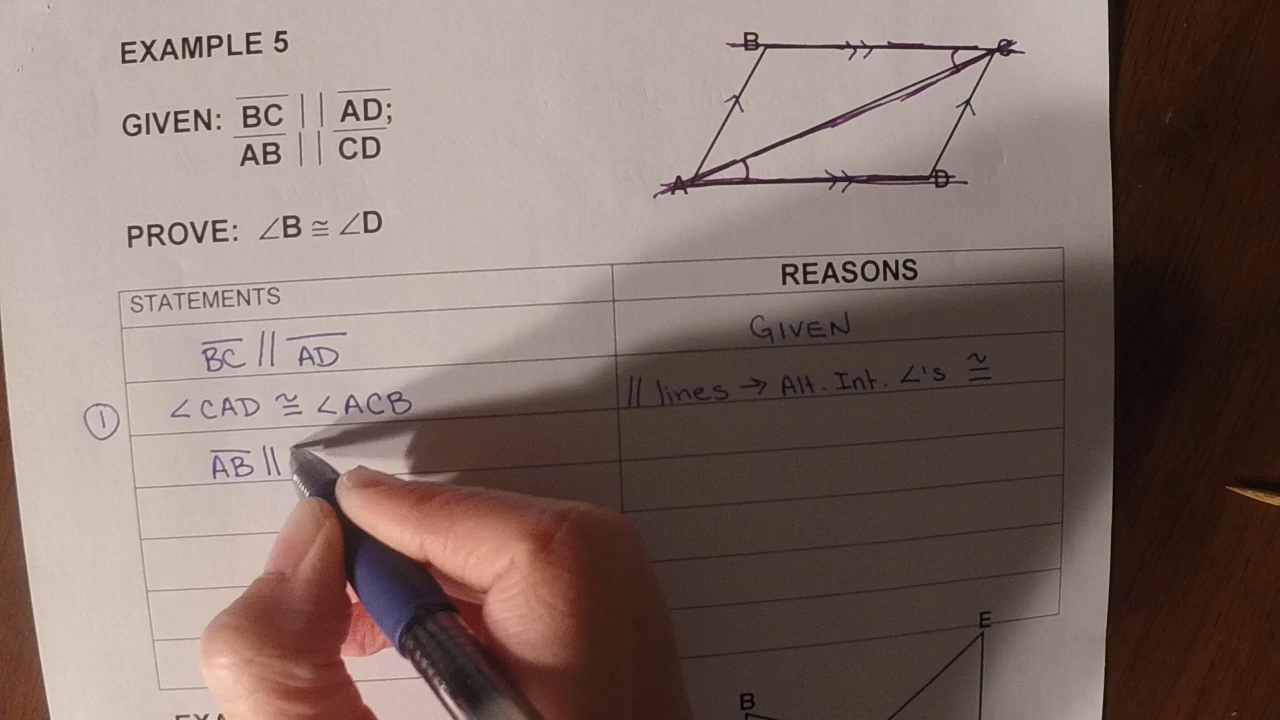 EXAMPLE 5
GIVEN: BC || AD;
AB || CD
PROVE: ∠B ≅ ∠D
B
C
A
D
STATEMENTS
REASONS
BC // AD
GIVEN
① ∠CAD ≅ ∠ACB
// lines → Alt. Int. ∠'s ≅
AB //
E
B